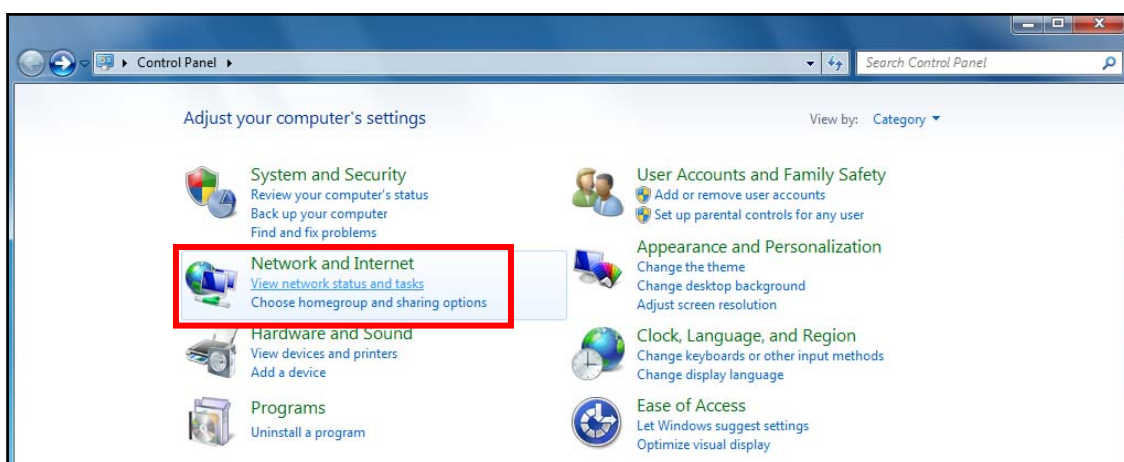 Control Panel
Search Control Panel
Adjust your computer's settings
View by: Category
System and Security
Review your computer's status
Back up your computer
Find and fix problems
Network and Internet
View network status and tasks
Choose homegroup and sharing options
Hardware and Sound
View devices and printers
Add a device
Programs
Uninstall a program
User Accounts and Family Safety
Add or remove user accounts
Set up parental controls for any user
Appearance and Personalization
Change the theme
Change desktop background
Adjust screen resolution
Clock, Language, and Region
Change keyboards or other input methods
Change display language
Ease of Access
Let Windows suggest settings
Optimize visual display